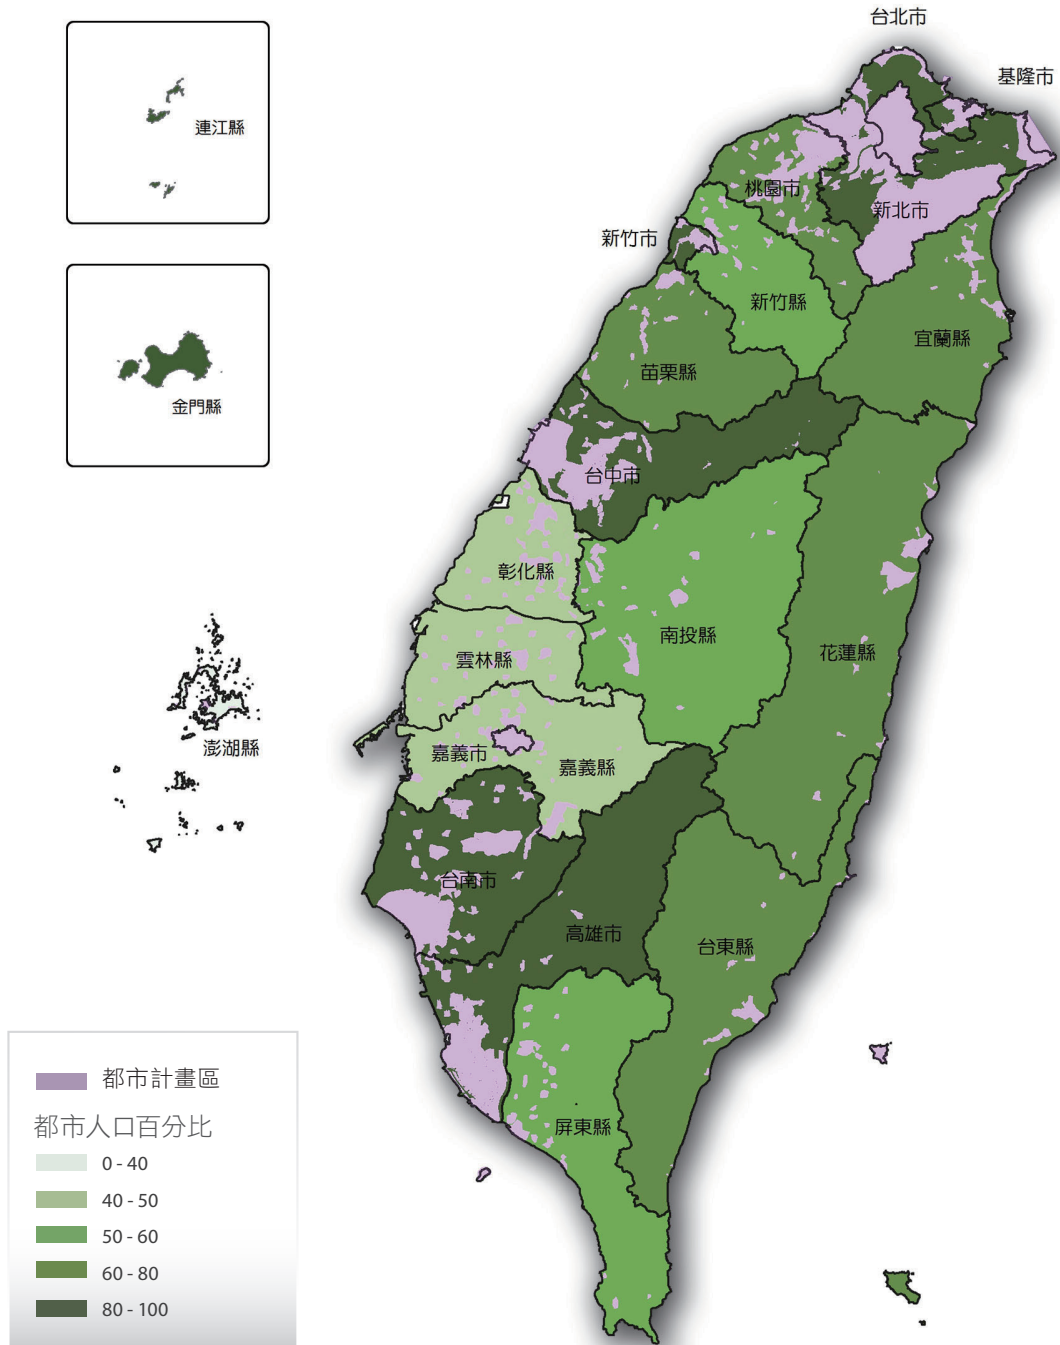 台北市
基隆市
連江縣
桃園市
新北市
新竹市
新竹縣
宜蘭縣
苗栗縣
金門縣
台中市
彰化縣
南投縣
花蓮縣
雲林縣
澎湖縣
嘉義市
嘉義縣
台南市
高雄市
台東縣
屏東縣
都市計畫區
都市人口百分比
0 - 40
40 - 50
50 - 60
60 - 80
80 - 100